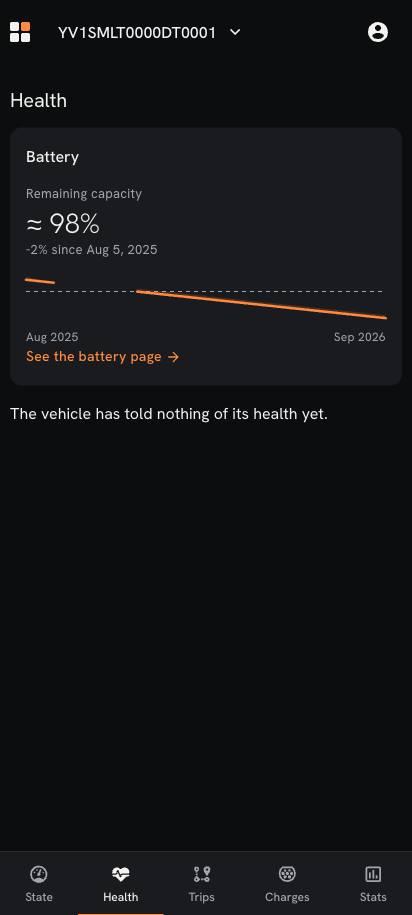 YV1SMLT0000DT0001
Health
Battery
Remaining capacity
≈ 98%
-2% since Aug 5, 2025
Aug 2025 Sep 2026
See the battery page →
The vehicle has told nothing of its health yet.
State Health Trips Charges Stats